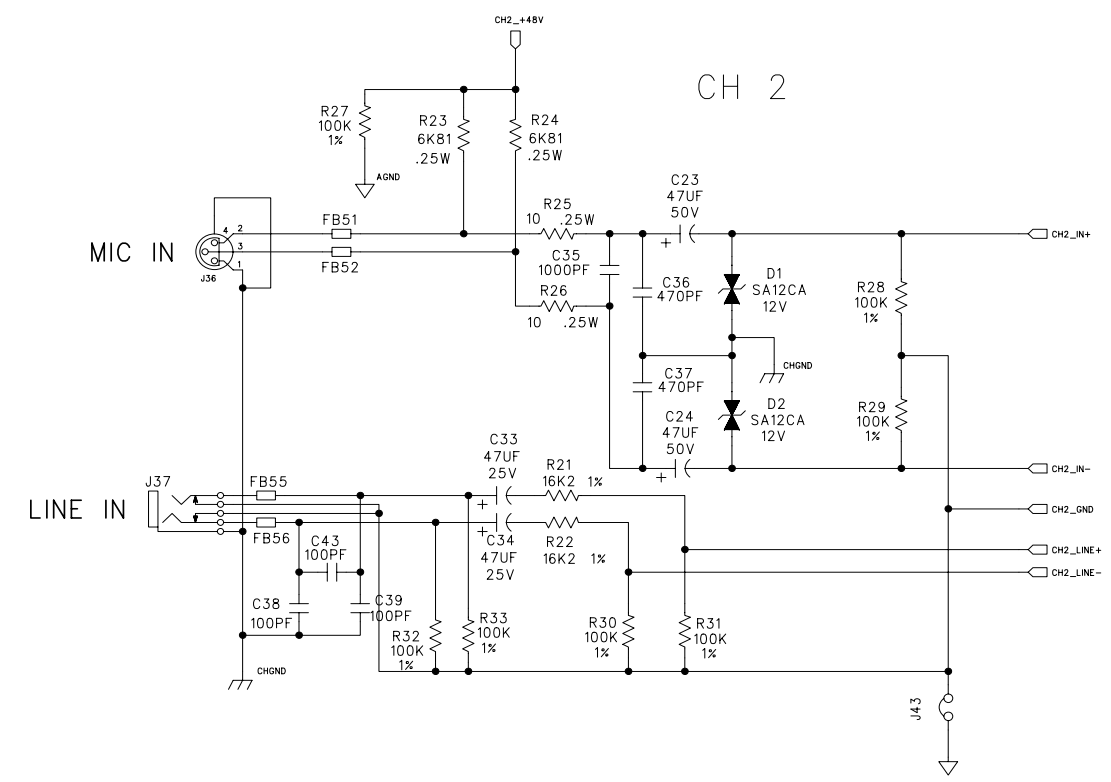 CH2_+48V
CH 2
R27
100K
1%
R23
6K81
.25W
R24
6K81
.25W
AGND
C23
47UF
50V
R25
10 .25W
FB51
CH2_IN+
4
2
3
1
MIC IN
J36
FB52
C35
1000PF
C36
470PF
D1
SA12CA
12V
R28
100K
1%
R26
10 .25W
CHGND
C37
470PF
D2
SA12CA
12V
R29
100K
1%
C24
47UF
50V
CH2_IN-
C33
47UF
25V
R21
16K2 1%
J37
FB55
LINE IN
FB56
CH2_GND
C34
47UF
25V
R22
16K2 1%
C43
100PF
CH2_LINE+
CH2_LINE-
C38
100PF
C39
100PF
R32
100K
1%
R33
100K
1%
R30
100K
1%
R31
100K
1%
CHGND
J43